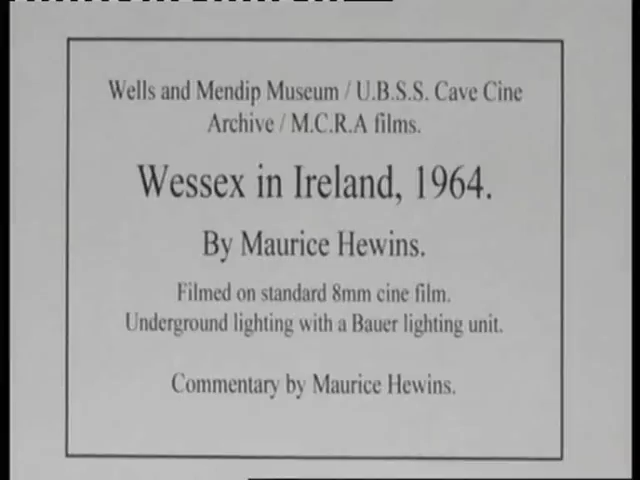 Wells and Mendip Museum / U.B.S.S. Cave Cine
Archive / M.C.R.A films.
Wessex in Ireland, 1964.
By Maurice Hewins.
Filmed on standard 8mm cine film.
Underground lighting with a Bauer lighting unit.
Commentary by Maurice Hewins.